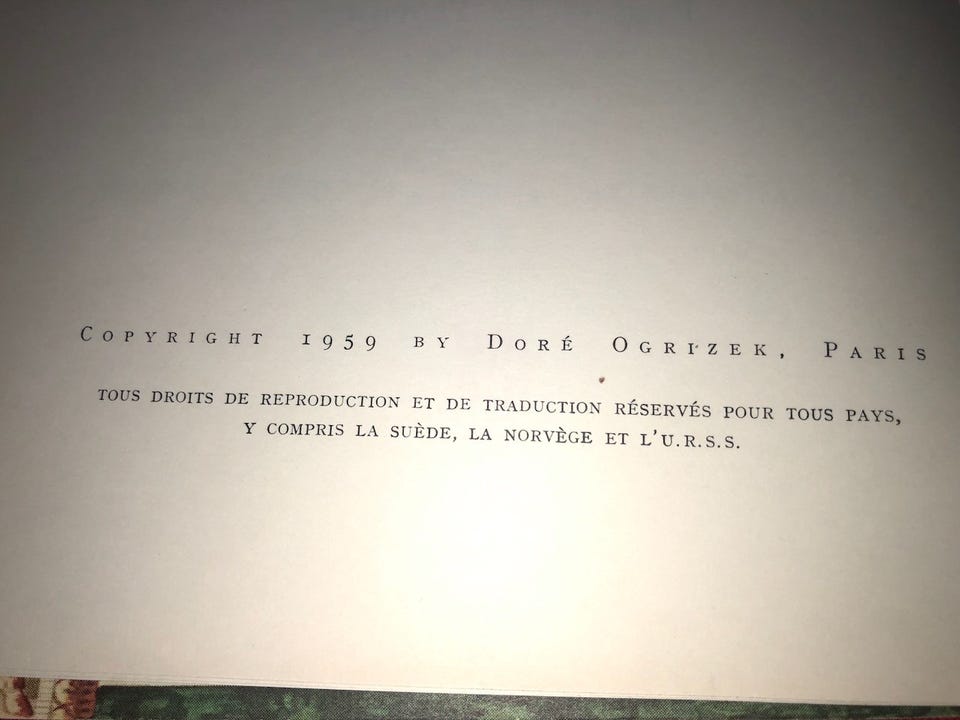 Copyright 1959 by Doré Ogrizek, Paris
TOUS DROITS DE REPRODUCTION ET DE TRADUCTION RÉSERVÉS POUR TOUS PAYS,
Y COMPRIS LA SUÈDE, LA NORVÈGE ET L'U.R.S.S.